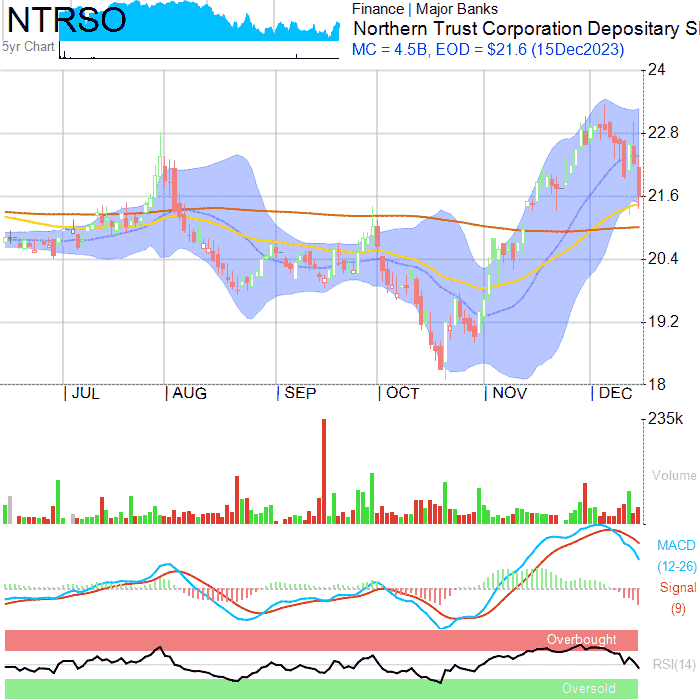 NTRSO
Finance | Major Banks
Northern Trust Corporation Depositary S
5yr Chart
MC = 4.5B, EOD = $21.6 (15Dec2023)
24
22.8
21.6
20.4
19.2
18
JUL AUG SEP OCT NOV DEC
235k
Volume
MACD
(12-26)
Signal
(9)
Overbought
RSI(14)
Oversold